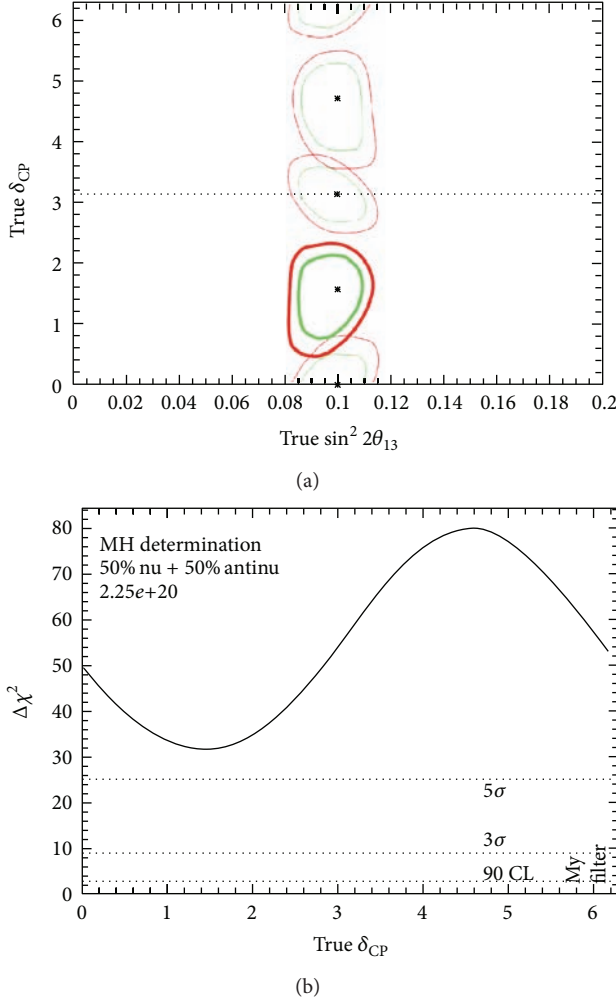 6
5
4
3
2
1
0
True δCP
0 0.02 0.04 0.06 0.08 0.1 0.12 0.14 0.16 0.18 0.2
True sin² 2θ13
(a)
80
70
60
50
40
30
20
10
0
Δχ²
MH determination
50% nu + 50% antinu
2.25e+20
5σ
3σ
90 CL
My
filter
0 1 2 3 4 5 6
True δCP
(b)